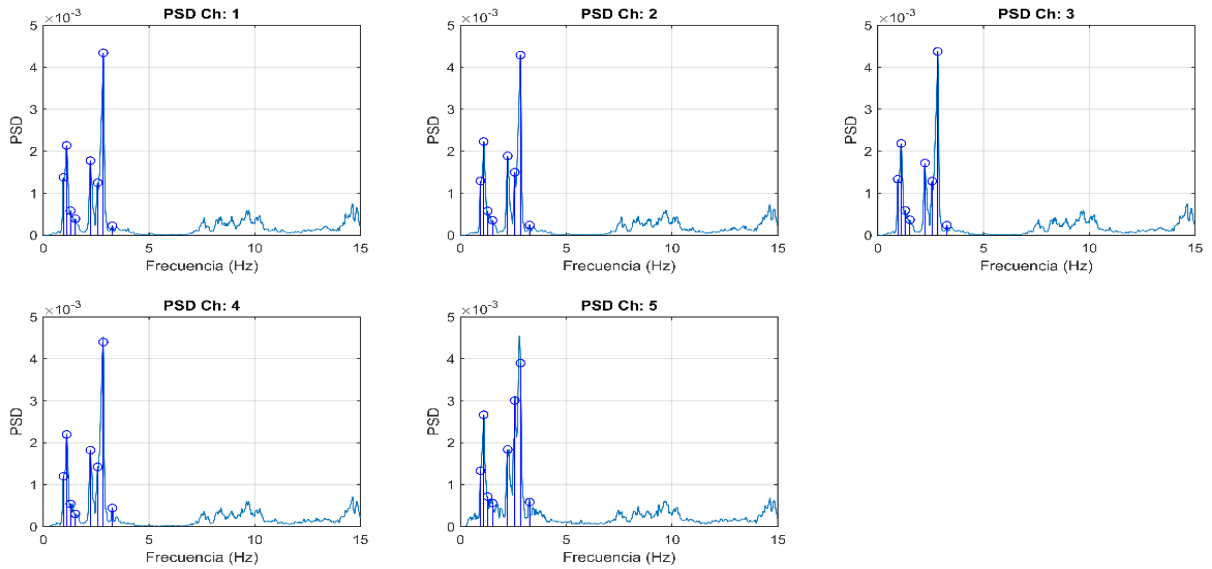 ×10-3 PSD Ch: 1
5
4
3
2
1
0
PSD
0 5 10 15
Frecuencia (Hz)
×10-3 PSD Ch: 2
5
4
3
2
1
0
PSD
0 5 10 15
Frecuencia (Hz)
×10-3 PSD Ch: 3
5
4
3
2
1
0
PSD
0 5 10 15
Frecuencia (Hz)
×10-3 PSD Ch: 4
5
4
3
2
1
0
PSD
0 5 10 15
Frecuencia (Hz)
×10-3 PSD Ch: 5
5
4
3
2
1
0
PSD
0 5 10 15
Frecuencia (Hz)